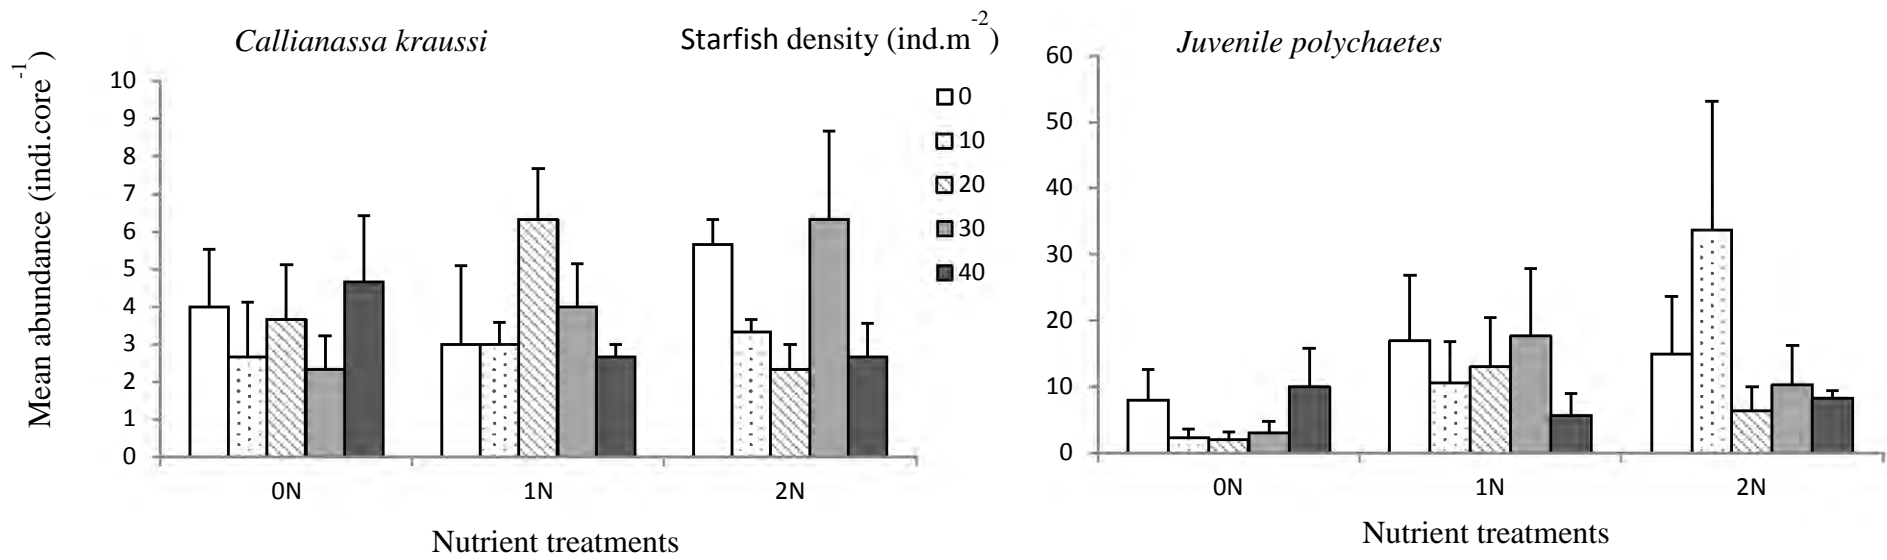 Callianassa kraussi
Starfish density (ind.m-2)
Juvenile polychaetes
Mean abundance (indi.core-1)
10
9
8
7
6
5
4
3
2
1
0
0N 1N 2N
Nutrient treatments
0
10
20
30
40
60
50
40
30
20
10
0
0N 1N 2N
Nutrient treatments